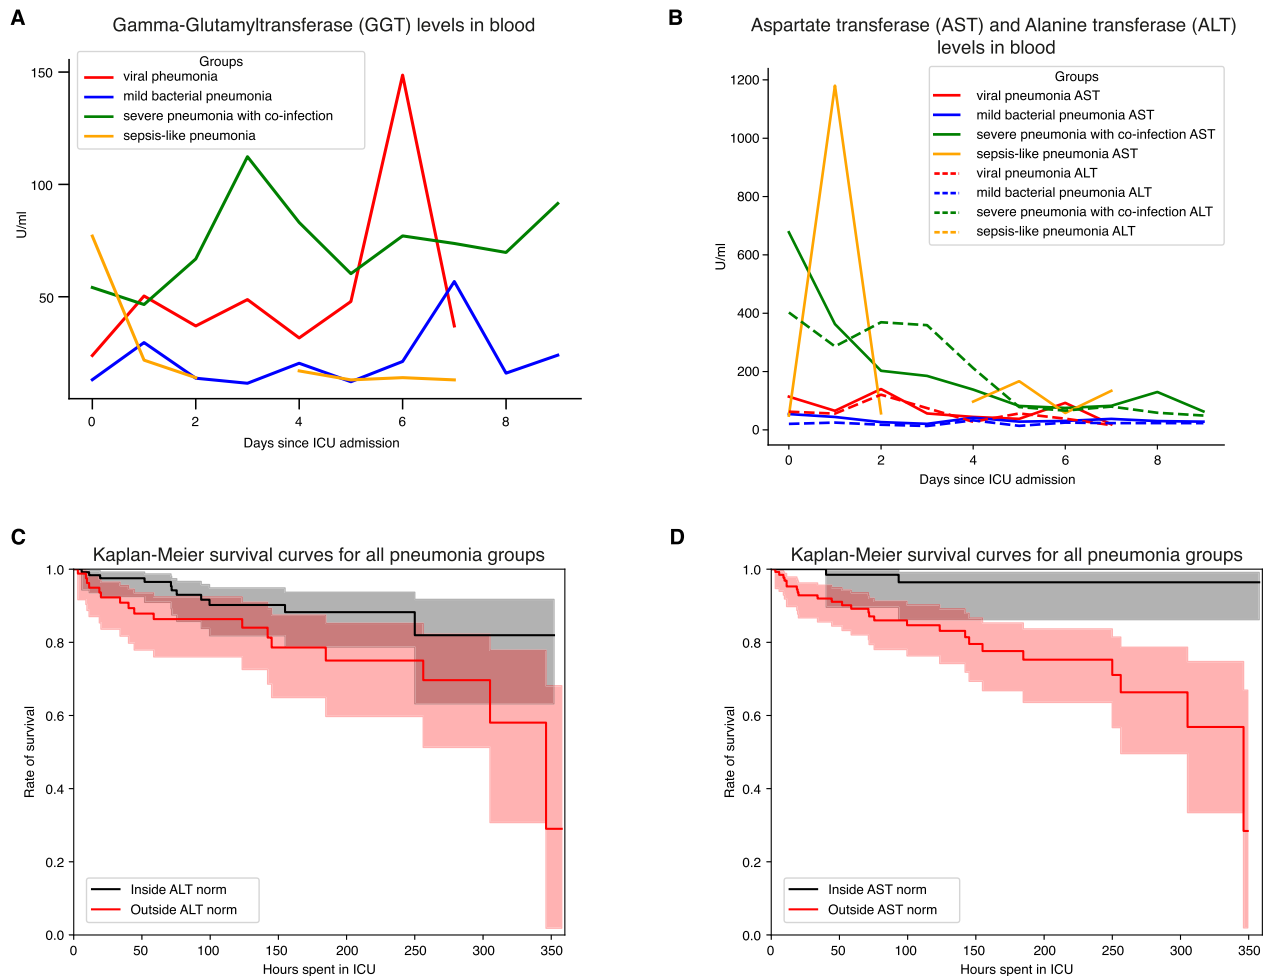 A
Gamma-Glutamyltransferase (GGT) levels in blood
Groups
viral pneumonia
mild bacterial pneumonia
severe pneumonia with co-infection
sepsis-like pneumonia
150
100
50
U/ml
0 2 4 6 8
Days since ICU admission
B
Aspartate transferase (AST) and Alanine transferase (ALT)
levels in blood
Groups
viral pneumonia AST
mild bacterial pneumonia AST
severe pneumonia with co-infection AST
sepsis-like pneumonia AST
viral pneumonia ALT
mild bacterial pneumonia ALT
severe pneumonia with co-infection ALT
sepsis-like pneumonia ALT
1200
1000
800
600
400
200
0
U/ml
0 2 4 6 8
Days since ICU admission
C
Kaplan-Meier survival curves for all pneumonia groups
1.0
0.8
0.6
0.4
0.2
0.0
Rate of survival
Inside ALT norm
Outside ALT norm
0 50 100 150 200 250 300 350
Hours spent in ICU
D
Kaplan-Meier survival curves for all pneumonia groups
1.0
0.8
0.6
0.4
0.2
0.0
Rate of survival
Inside AST norm
Outside AST norm
0 50 100 150 200 250 300 350
Hours spent in ICU